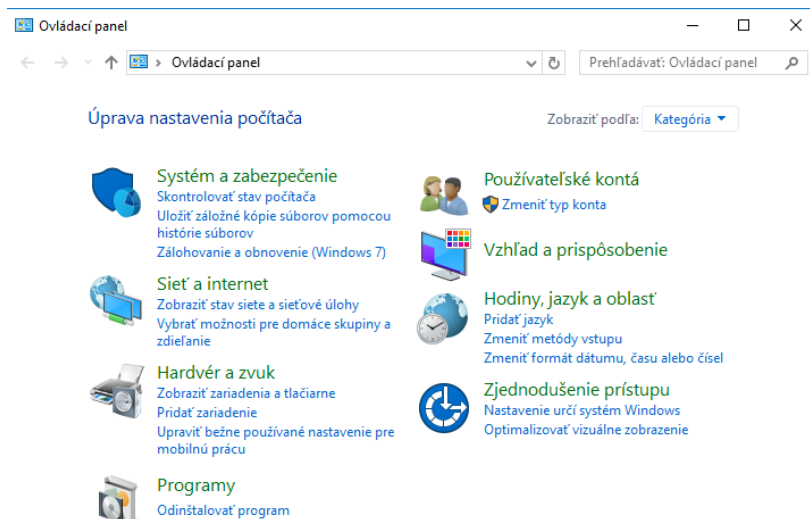 Ovládací panel
Ovládací panel
Prehľadávať: Ovládací panel
Úprava nastavenia počítača
Zobraziť podľa: Kategória
Systém a zabezpečenie
Skontrolovať stav počítača
Uložiť záložné kópie súborov pomocou
histórie súborov
Zálohovanie a obnovenie (Windows 7)
Sieť a internet
Zobraziť stav siete a sieťové úlohy
Vybrať možnosti pre domáce skupiny a
zdieľanie
Hardvér a zvuk
Zobraziť zariadenia a tlačiarne
Pridať zariadenie
Upraviť bežne používané nastavenie pre
mobilnú prácu
Programy
Odinštalovať program
Používateľské kontá
Zmeniť typ konta
Vzhľad a prispôsobenie
Hodiny, jazyk a oblasť
Pridať jazyk
Zmeniť metódy vstupu
Zmeniť formát dátumu, času alebo čísel
Zjednodušenie prístupu
Nastavenie určí systém Windows
Optimalizovať vizuálne zobrazenie